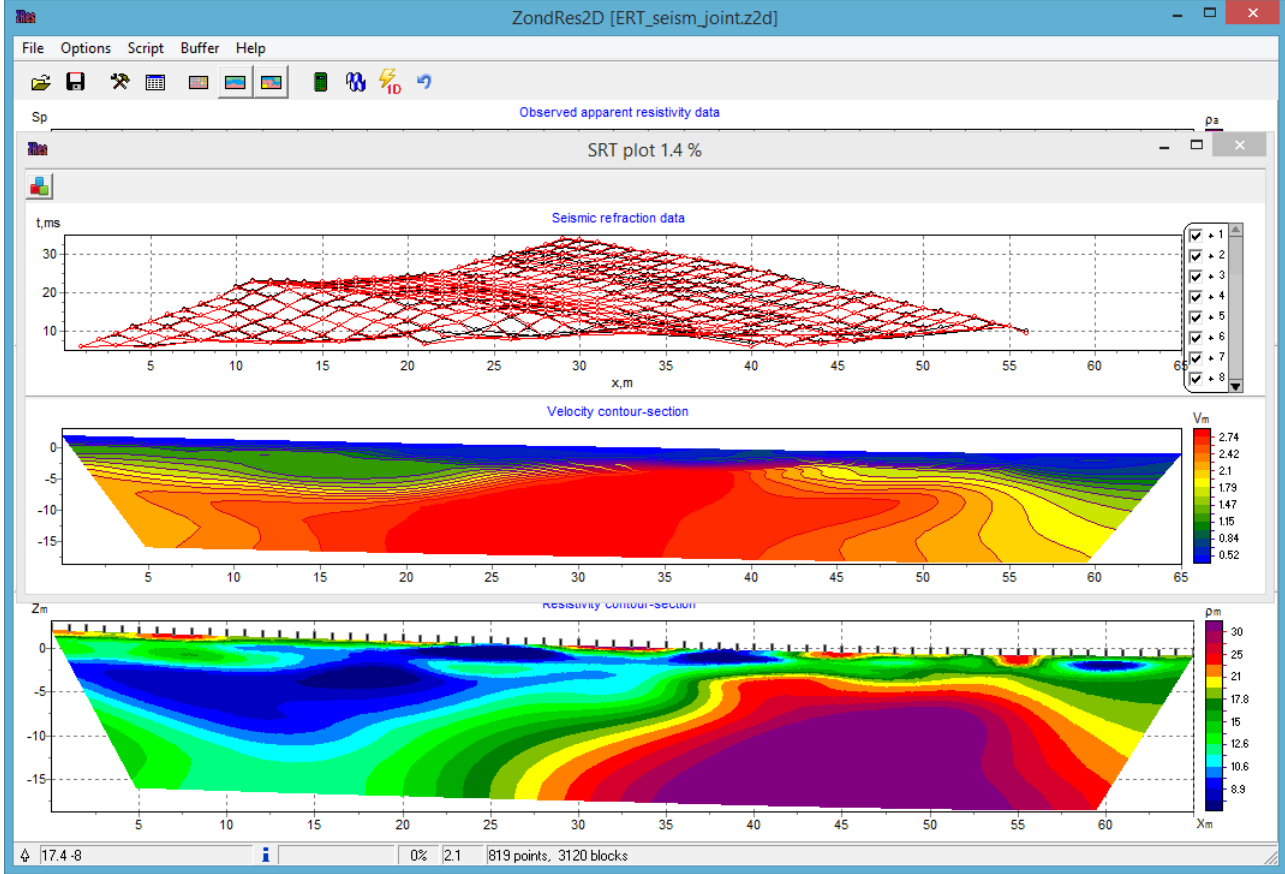 ZRes ZondRes2D [ERT_seism_joint.z2d]
File Options Script Buffer Help
1D
Sp Observed apparent resistivity data ρa
ZRes SRT plot 1.4 %
t,ms Seismic refraction data
30
20
10
5 10 15 20 25 30 35 40 45 50 55 60 65
x,m
+ 1
+ 2
+ 3
+ 4
+ 5
+ 6
+ 7
+ 8
Velocity contour-section Vm
0
-5
-10
-15
5 10 15 20 25 30 35 40 45 50 55 60 65
2.74
2.42
2.1
1.79
1.47
1.15
0.84
0.52
Zm Resistivity contour-section ρm
0
-5
-10
-15
5 10 15 20 25 30 35 40 45 50 55 60 Xm
30
25
21
17.8
15
12.6
10.6
8.9
17.4 -8 i 0% 2.1 819 points, 3120 blocks